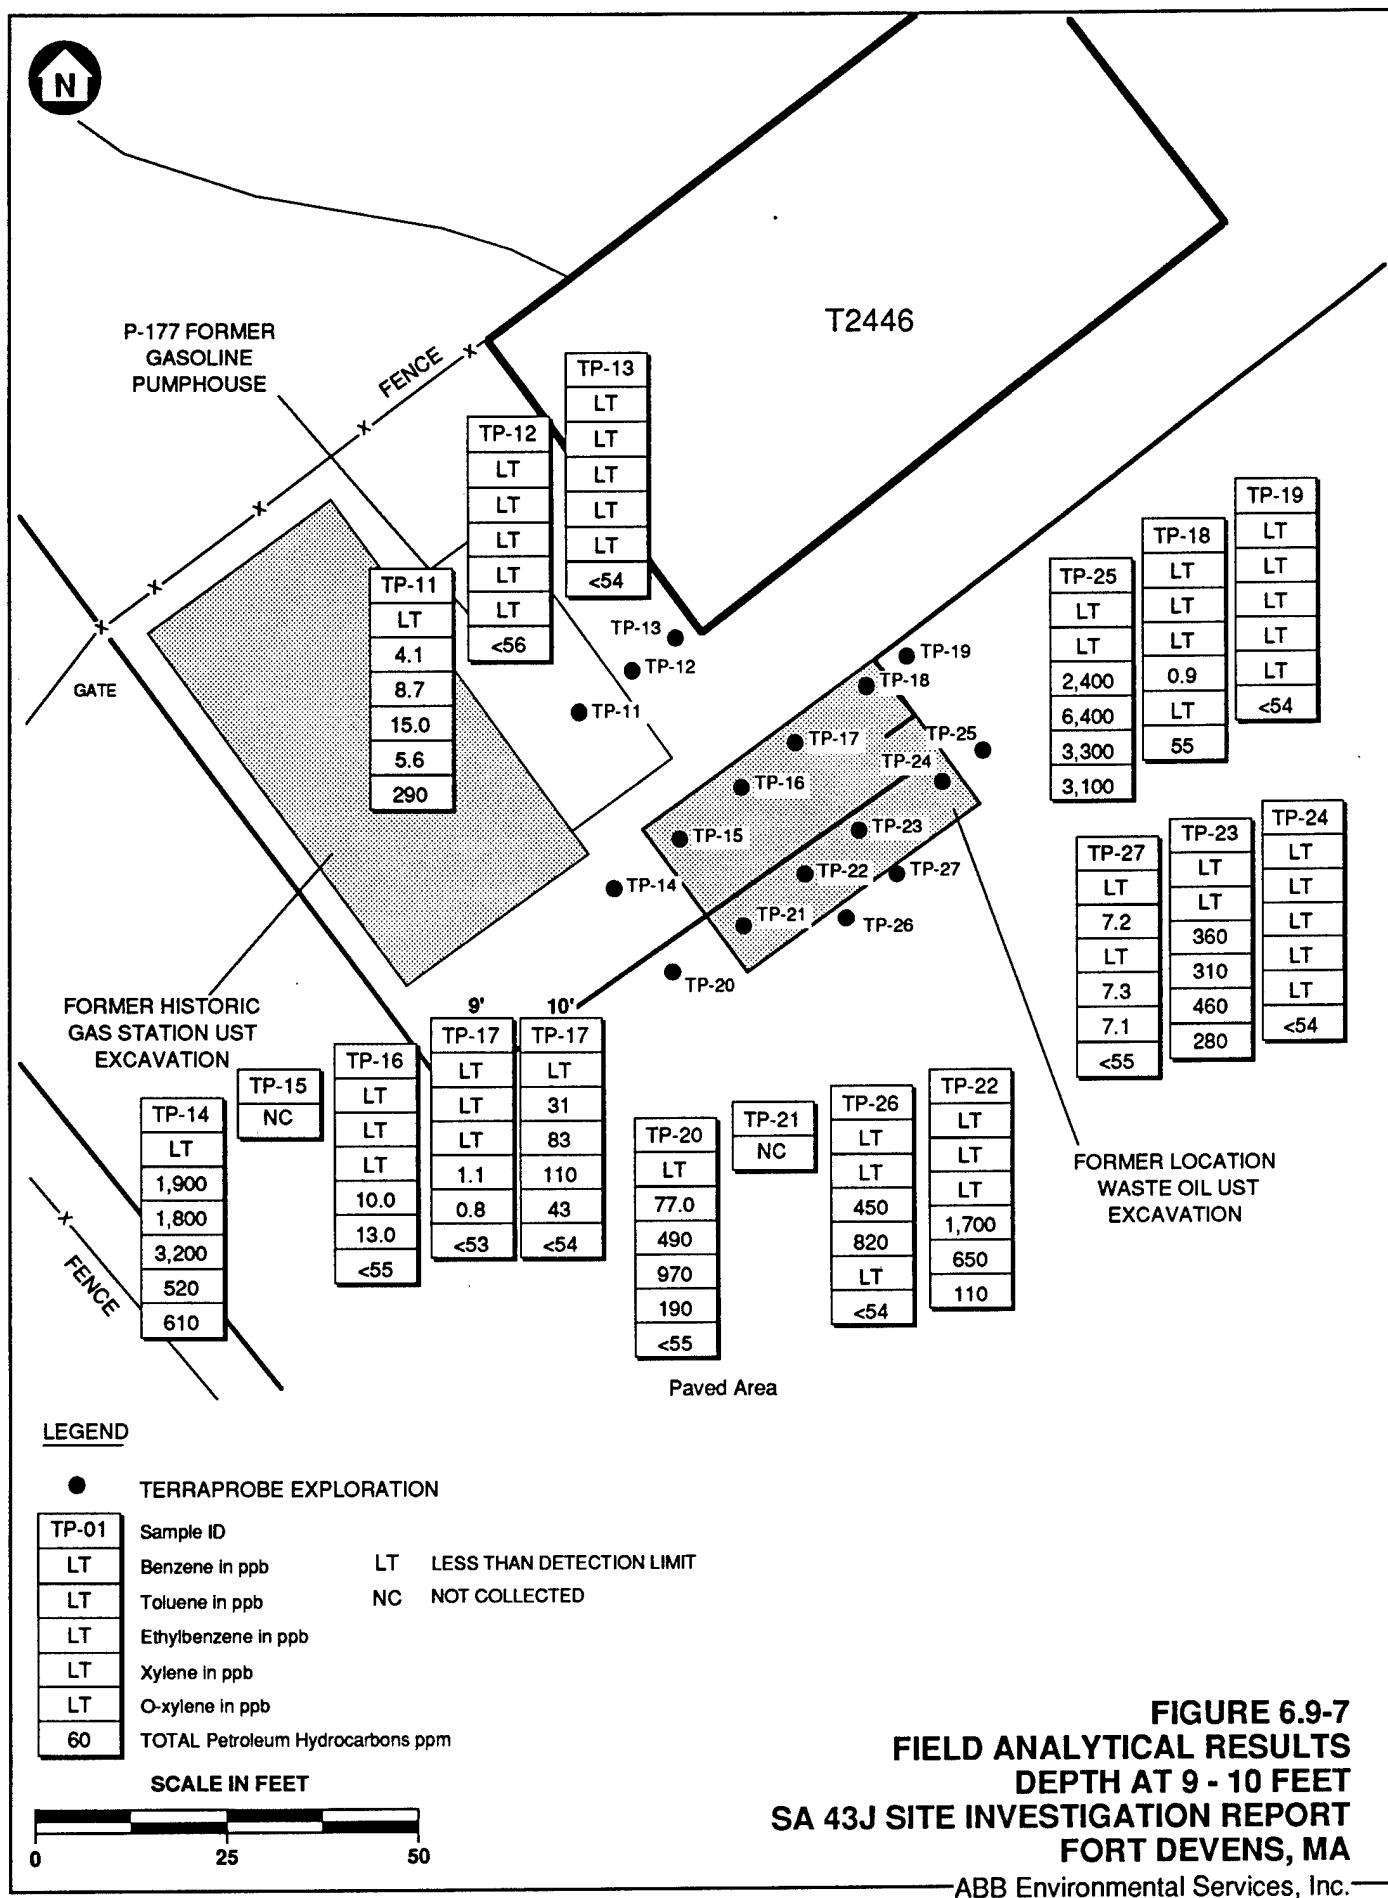 N
T2446
P-177 FORMER
GASOLINE
PUMPHOUSE
FENCE
x
x
x
x
x
GATE
TP-13
LT
LT
LT
LT
LT
<54
TP-12
LT
LT
LT
LT
LT
<56
TP-11
LT
4.1
8.7
15.0
5.6
290
TP-19
LT
LT
LT
LT
LT
<54
TP-18
LT
LT
LT
0.9
LT
55
TP-25
LT
LT
2,400
6,400
3,300
3,100
TP-13
TP-12
TP-11
TP-19
TP-18
TP-17
TP-25
TP-24
TP-16
TP-15
TP-23
TP-22
TP-27
TP-14
TP-21
TP-26
TP-20
TP-24
LT
LT
LT
LT
LT
<54
TP-23
LT
LT
360
310
460
280
TP-27
LT
7.2
LT
7.3
7.1
<55
FORMER HISTORIC
GAS STATION UST
EXCAVATION
FORMER LOCATION
WASTE OIL UST
EXCAVATION
TP-14
LT
1,900
1,800
3,200
520
610
TP-15
NC
TP-16
LT
LT
LT
10.0
13.0
<55
9'
TP-17
LT
LT
LT
1.1
0.8
<53
10'
TP-17
LT
31
83
110
43
<54
TP-20
LT
77.0
490
970
190
<55
TP-21
NC
TP-26
LT
LT
450
820
LT
<54
TP-22
LT
LT
LT
1,700
650
110
x
FENCE
Paved Area
LEGEND
TERRAPROBE EXPLORATION
TP-01 Sample ID
LT Benzene in ppb
LT Toluene in ppb
LT Ethylbenzene in ppb
LT Xylene in ppb
LT O-xylene in ppb
60 TOTAL Petroleum Hydrocarbons ppm
LT LESS THAN DETECTION LIMIT
NC NOT COLLECTED
SCALE IN FEET
0 25 50
FIGURE 6.9-7
FIELD ANALYTICAL RESULTS
DEPTH AT 9 - 10 FEET
SA 43J SITE INVESTIGATION REPORT
FORT DEVENS, MA
ABB Environmental Services, Inc.